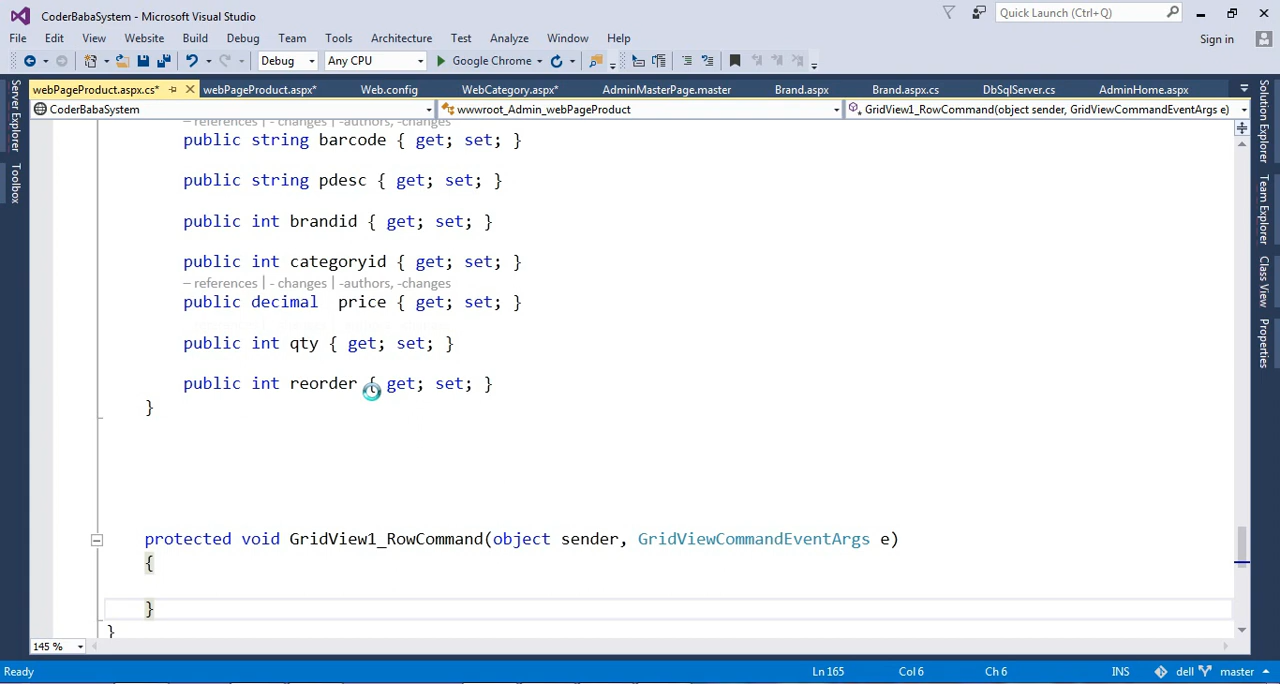 CoderBabaSystem - Microsoft Visual Studio
Quick Launch (Ctrl+Q)
File Edit View Website Build Debug Team Tools Architecture Test Analyze Window Help
Sign in
Debug Any CPU Google Chrome
webPageProduct.aspx.cs* webPageProduct.aspx* Web.config WebCategory.aspx* AdminMasterPage.master Brand.aspx Brand.aspx.cs DbSqlServer.cs AdminHome.aspx
CoderBabaSystem wwwroot_Admin_webPageProduct GridView1_RowCommand(object sender, GridViewCommandEventArgs e)
Server Explorer
Toolbox
Solution Explorer
Team Explorer
Class View
Properties
– references | - changes | -authors, -changes
public string barcode { get; set; }
public string pdesc { get; set; }
public int brandid { get; set; }
public int categoryid { get; set; }
– references | - changes | -authors, -changes
public decimal  price { get; set; }
public int qty { get; set; }
public int reorder { get; set; }
}
protected void GridView1_RowCommand(object sender, GridViewCommandEventArgs e)
{
}
}
145 %
Ready Ln 165 Col 6 Ch 6 INS dell master